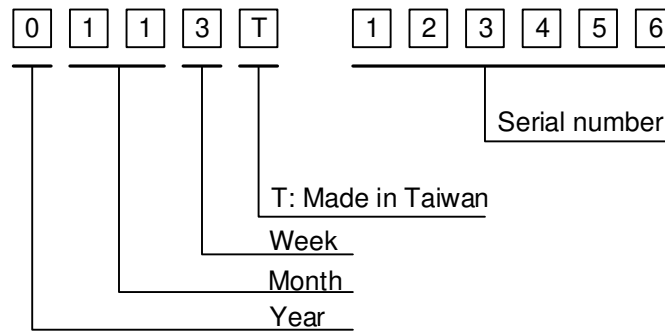 0 1 1 3 T 1 2 3 4 5 6
Serial number
T: Made in Taiwan
Week
Month
Year